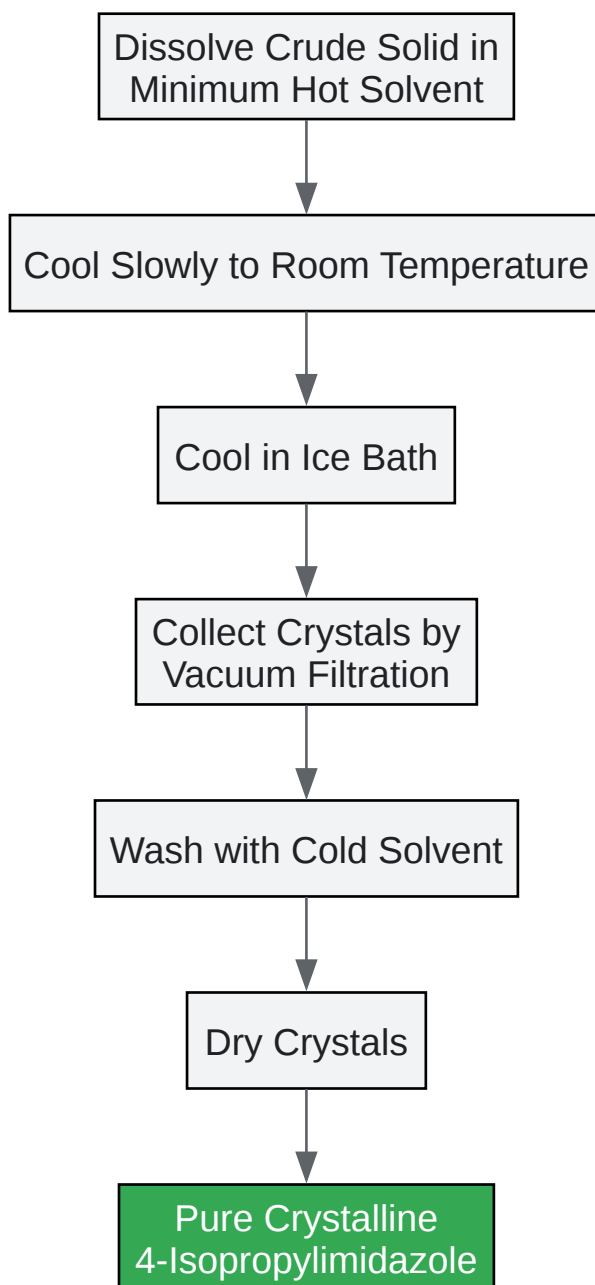 Dissolve Crude Solid in
Minimum Hot Solvent
Cool Slowly to Room Temperature
Cool in Ice Bath
Collect Crystals by
Vacuum Filtration
Wash with Cold Solvent
Dry Crystals
Pure Crystalline
4-Isopropylimidazole